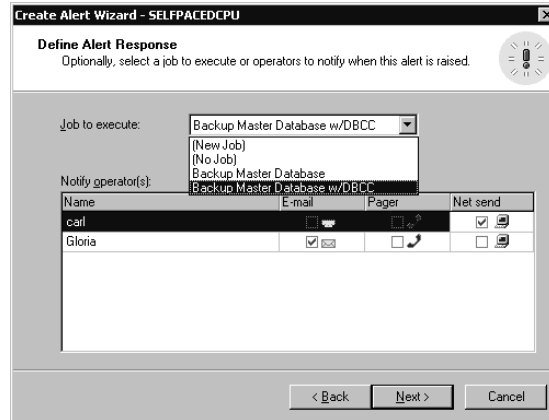 Create Alert Wizard - SELFPACEDCPU
Define Alert Response
Optionally, select a job to execute or operators to notify when this alert is raised.
Job to execute:
Backup Master Database w/DBCC
(New Job)
(No Job)
Backup Master Database
Backup Master Database w/DBCC
Notify operator(s):
Name E-mail Pager Net send
carl
Gloria
< Back Next > Cancel